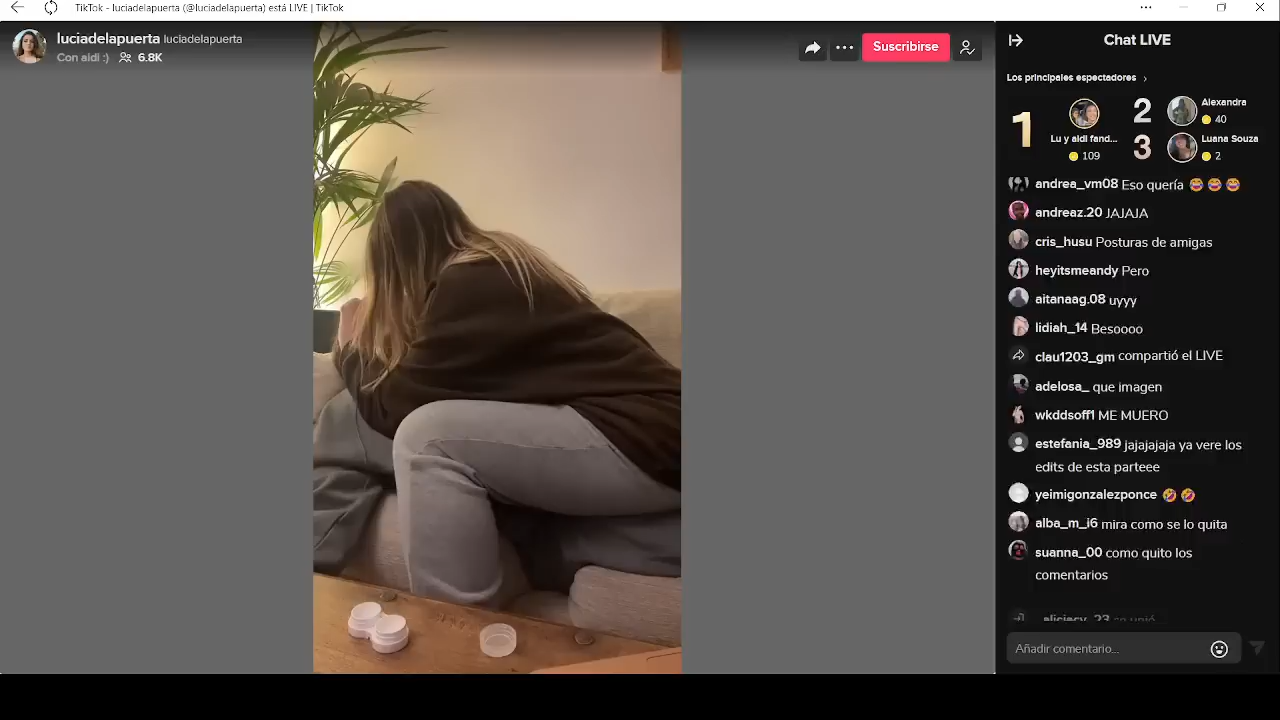 TikTok - luciadelapuerta (@luciadelapuerta) está LIVE | TikTok
luciadelapuerta luciadelapuerta
Con aidi :) 6.8K
Suscribirse
Chat LIVE
Los principales espectadores
1
Lu y aidi fand...
109
2
Alexandra
40
3
Luana Souza
2
andrea_vm08 Eso quería 😂😂😂
andreaz.20 JAJAJA
cris_husu Posturas de amigas
heyitsmeandy Pero
aitanaag.08 uyyy
lidiah_14 Besoooo
clau1203_gm compartió el LIVE
adelosa_ que imagen
wkddsoff1 ME MUERO
estefania_989 jajajajaja ya vere los
edits de esta parteee
yeimigonzalezponce 🤣🤣
alba_m_i6 mira como se lo quita
suanna_00 como quito los
comentarios
Añadir comentario...